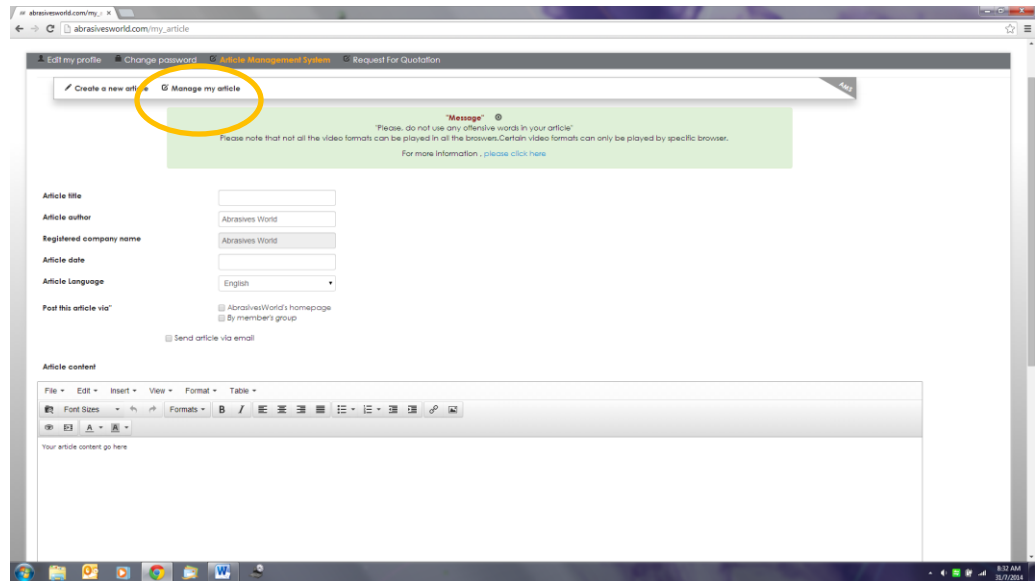 abrasivesworld.com/my_
abrasivesworld.com/my_article
Edit my profile Change password Article Management System Request For Quotation
Create a new article Manage my article
AMS
"Message"
"Please, do not use any offensive words in your article"
Please note that not all the video formats can be played in all the broswers.Certain video formats can only be played by specific browser.
For more information , please click here
Article title
Article author Abrasives World
Registered company name Abrasives World
Article date
Article Language English
Post this article via" AbrasivesWorld's homepage
By member's group
Send article via email
Article content
File Edit Insert View Format Table
Font Sizes Formats B I
A A
Your article content go here
8:32 AM
31/7/2014